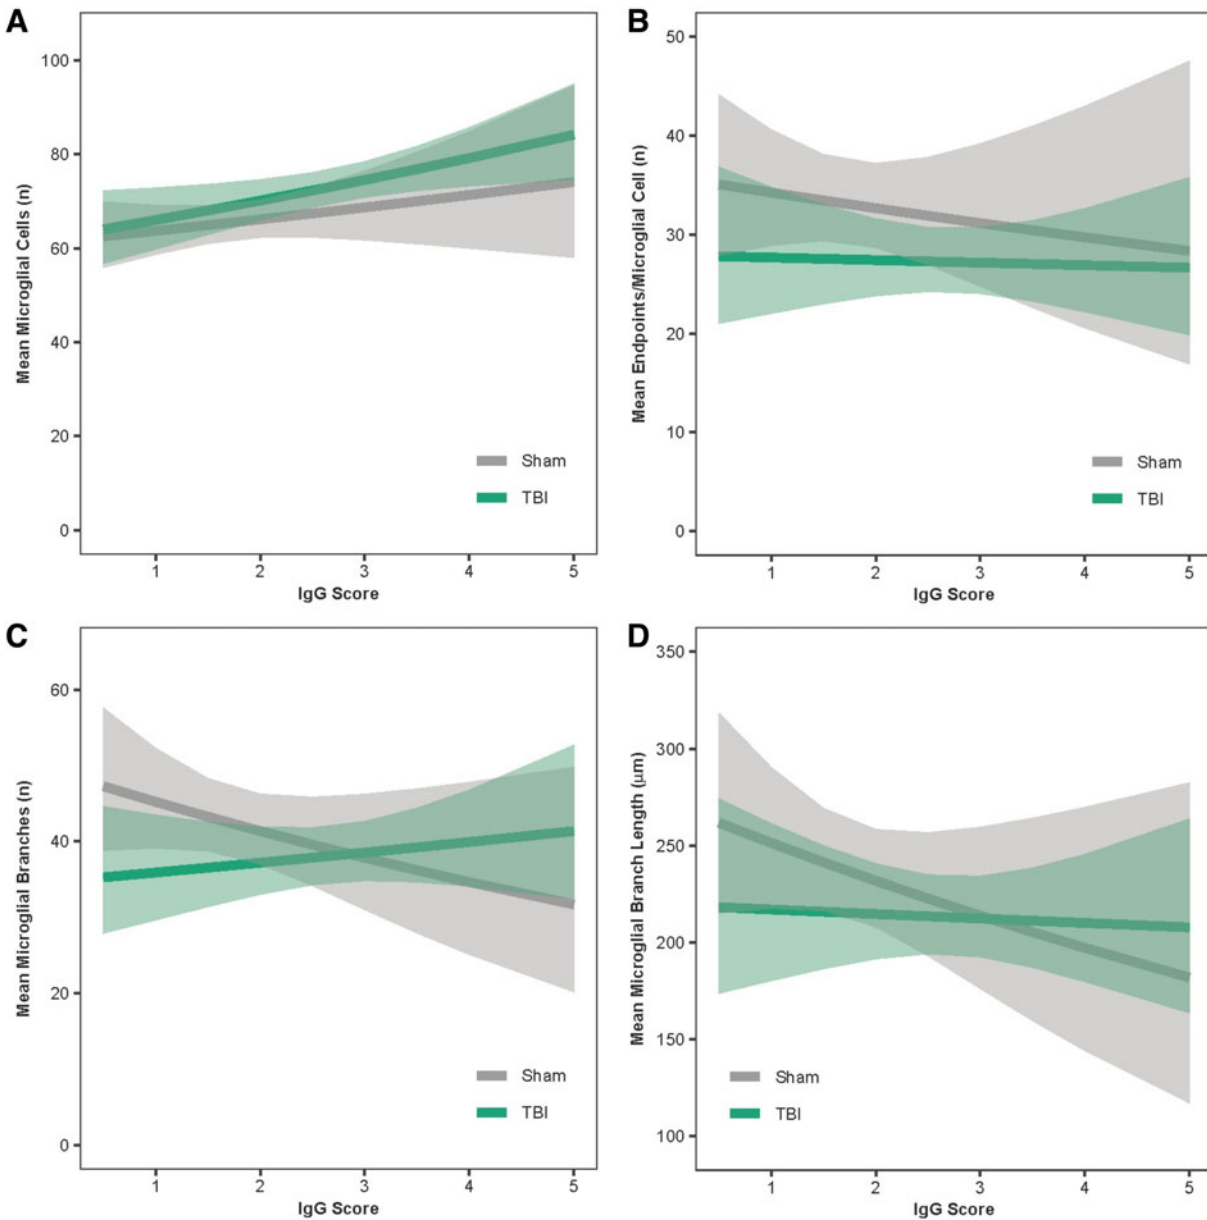 A
Mean Microglial Cells (n)
100
80
60
40
20
0
Sham
TBI
1 2 3 4 5
IgG Score
B
Mean Endpoints/Microglial Cell (n)
50
40
30
20
10
0
Sham
TBI
1 2 3 4 5
IgG Score
C
Mean Microglial Branches (n)
60
40
20
0
Sham
TBI
1 2 3 4 5
IgG Score
D
Mean Microglial Branch Length (μm)
350
300
250
200
150
100
Sham
TBI
1 2 3 4 5
IgG Score